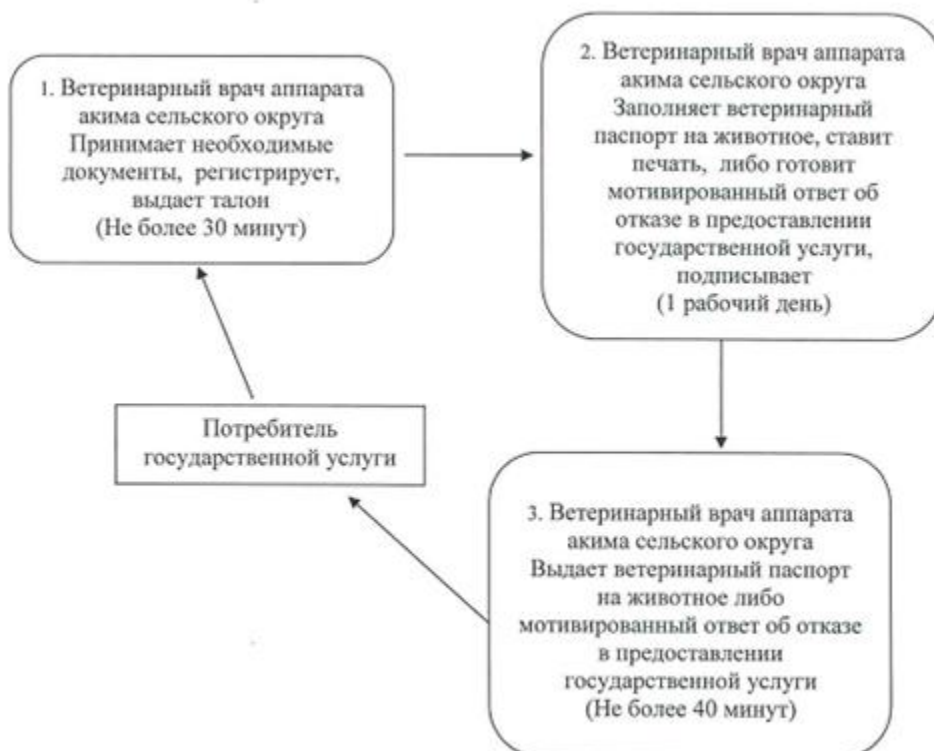 1. Ветеринарный врач аппарата
акима сельского округа
Принимает необходимые
документы, регистрирует,
выдает талон
(Не более 30 минут)
2. Ветеринарный врач аппарата
акима сельского округа
Заполняет ветеринарный
паспорт на животное, ставит
печать, либо готовит
мотивированный ответ об
отказе в предоставлении
государственной услуги,
подписывает
(1 рабочий день)
Потребитель
государственной услуги
3. Ветеринарный врач аппарата
акима сельского округа
Выдает ветеринарный паспорт
на животное либо
мотивированный ответ об отказе
в предоставлении
государственной услуги
(Не более 40 минут)